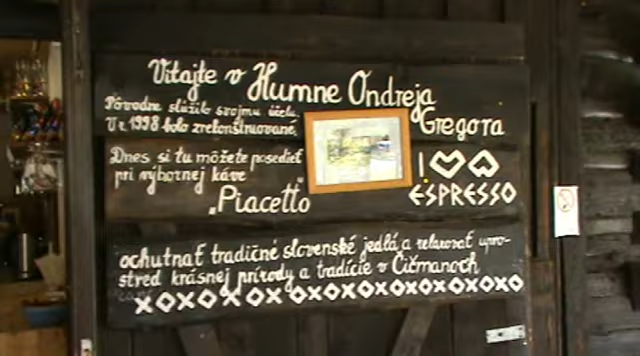 Vitajte v Humne Ondreja
Gregora
Pôvodne slúžilo svojmu účelu.
V r. 1998 bolo zrekonštruované.
Dnes si tu môžete posedieť
pri výbornej káve
„Piacetto"
I
ESPRESSO
ochutnať tradičné slovenské jedlá a relaxovať upro-
stred krásnej prírody a tradície v Čičmanoch